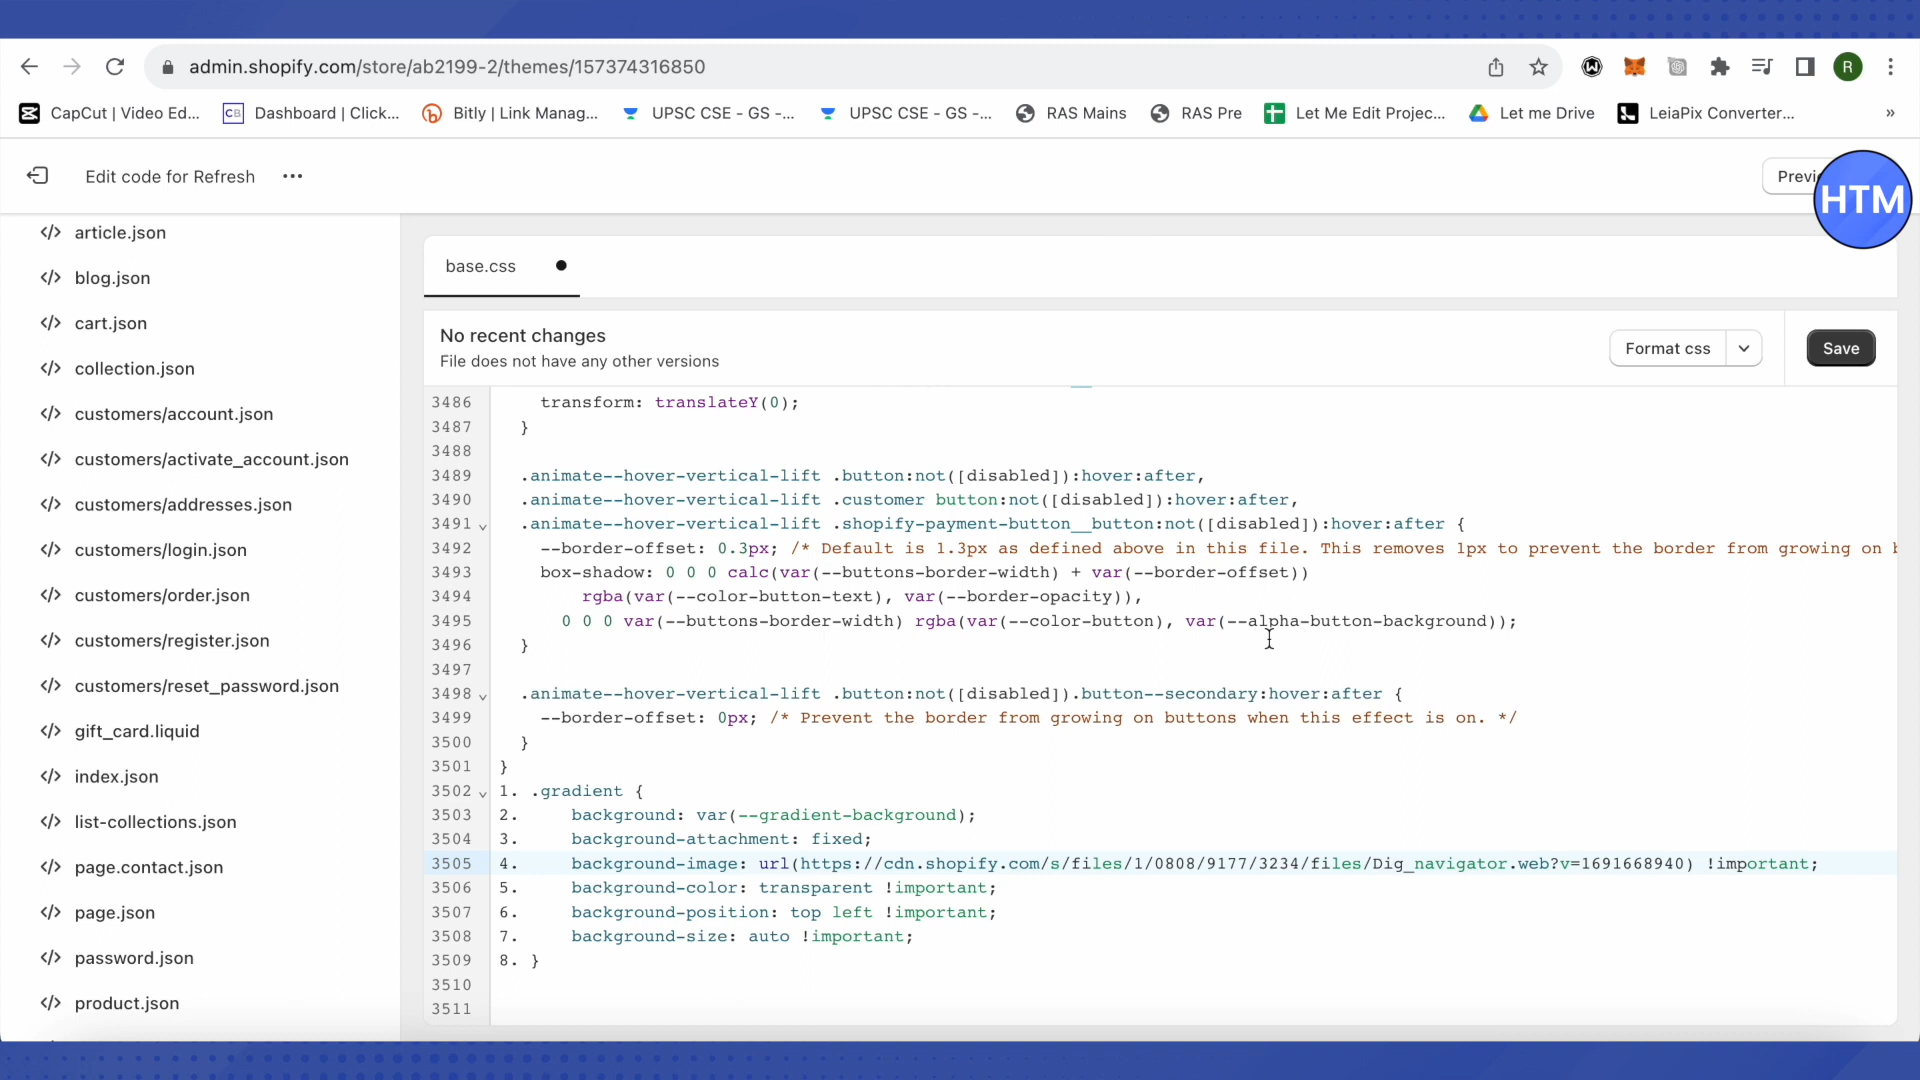 admin.shopify.com/store/ab2199-2/themes/157374316850
R
CapCut | Video Ed...
CB Dashboard | Click...
Bitly | Link Manag...
UPSC CSE - GS -...
UPSC CSE - GS -...
RAS Mains
RAS Pre
Let Me Edit Projec...
Let me Drive
LeiaPix Converter...
»
Edit code for Refresh
HTM
article.json
blog.json
cart.json
collection.json
customers/account.json
customers/activate_account.json
customers/addresses.json
customers/login.json
customers/order.json
customers/register.json
customers/reset_password.json
gift_card.liquid
index.json
list-collections.json
page.contact.json
page.json
password.json
product.json
base.css
No recent changes
File does not have any other versions
Format css
Save
3486 transform: translateY(0);
3487 }
3488
3489 .animate--hover-vertical-lift .button:not([disabled]):hover:after,
3490 .animate--hover-vertical-lift .customer button:not([disabled]):hover:after,
3491 .animate--hover-vertical-lift .shopify-payment-button__button:not([disabled]):hover:after {
3492 --border-offset: 0.3px; /* Default is 1.3px as defined above in this file. This removes 1px to prevent the border from growing on
3493 box-shadow: 0 0 0 calc(var(--buttons-border-width) + var(--border-offset))
3494 rgba(var(--color-button-text), var(--border-opacity)),
3495 0 0 0 var(--buttons-border-width) rgba(var(--color-button), var(--alpha-button-background));
3496 }
3497
3498 .animate--hover-vertical-lift .button:not([disabled]).button--secondary:hover:after {
3499 --border-offset: 0px; /* Prevent the border from growing on buttons when this effect is on. */
3500 }
3501 }
3502 1. .gradient {
3503 2. background: var(--gradient-background);
3504 3. background-attachment: fixed;
3505 4. background-image: url(https://cdn.shopify.com/s/files/1/0808/9177/3234/files/Dig_navigator.web?v=1691668940) !important;
3506 5. background-color: transparent !important;
3507 6. background-position: top left !important;
3508 7. background-size: auto !important;
3509 8. }
3510
3511